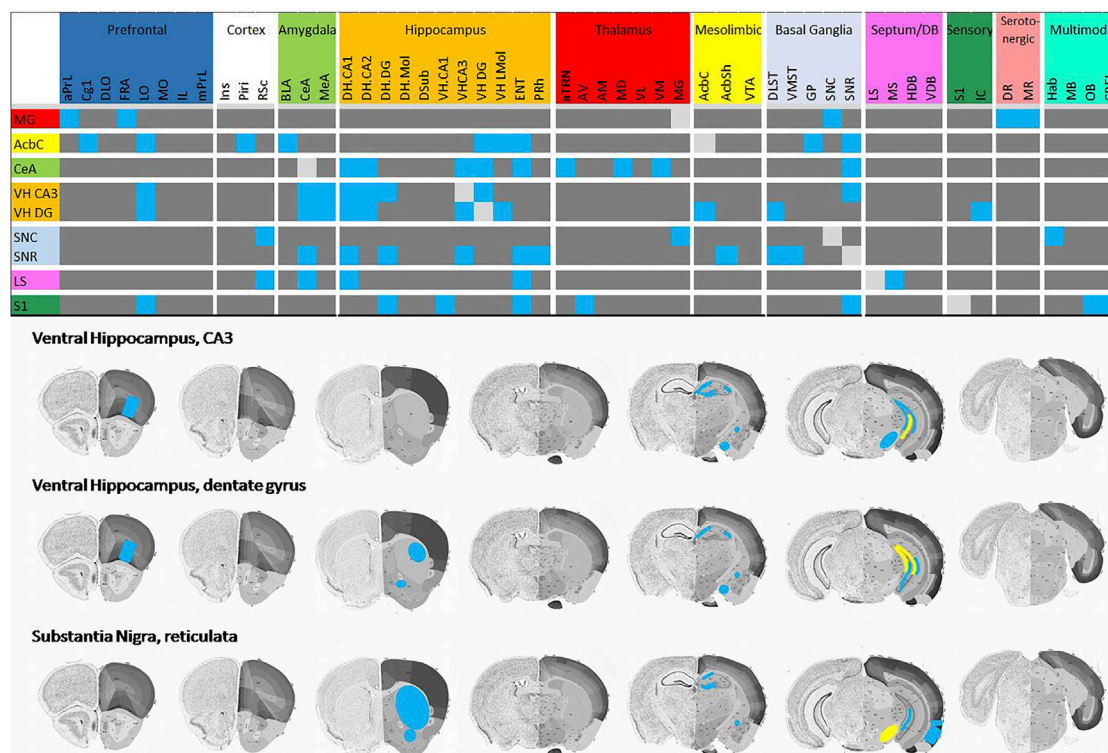 Prefrontal Cortex Amygdala Hippocampus Thalamus Mesolimbic Basal Ganglia Septum/DB Sensory Seroto-
nergic Multimod
aPrL Cg1 DLO FRA LO MO IL mPrL Ins Piri RSc BLA CeA MeA DH.CA1 DH.CA2 DH.DG DH.Mol DSub VH.CA1 VHCA3 VH DG VH LMol ENT PRh aTRN AV AM MD VL VM MG AcbC AcbSh VTA DLST VMST GP SNC SNR LS MS HDB VDB S1 IC DR MR Hab MB OB
MG
AcbC
CeA
VH CA3
VH DG
SNC
SNR
LS
S1
Ventral Hippocampus, CA3
Ventral Hippocampus, dentate gyrus
Substantia Nigra, reticulata